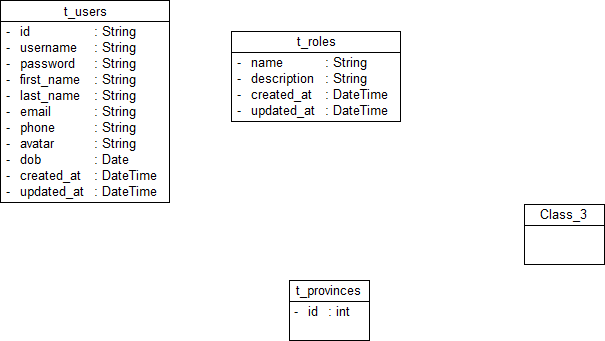 t_users
- id : String
- username : String
- password : String
- first_name : String
- last_name : String
- email : String
- phone : String
- avatar : String
- dob : Date
- created_at : DateTime
- updated_at : DateTime
t_roles
- name : String
- description : String
- created_at : DateTime
- updated_at : DateTime
Class_3
t_provinces
- id : int